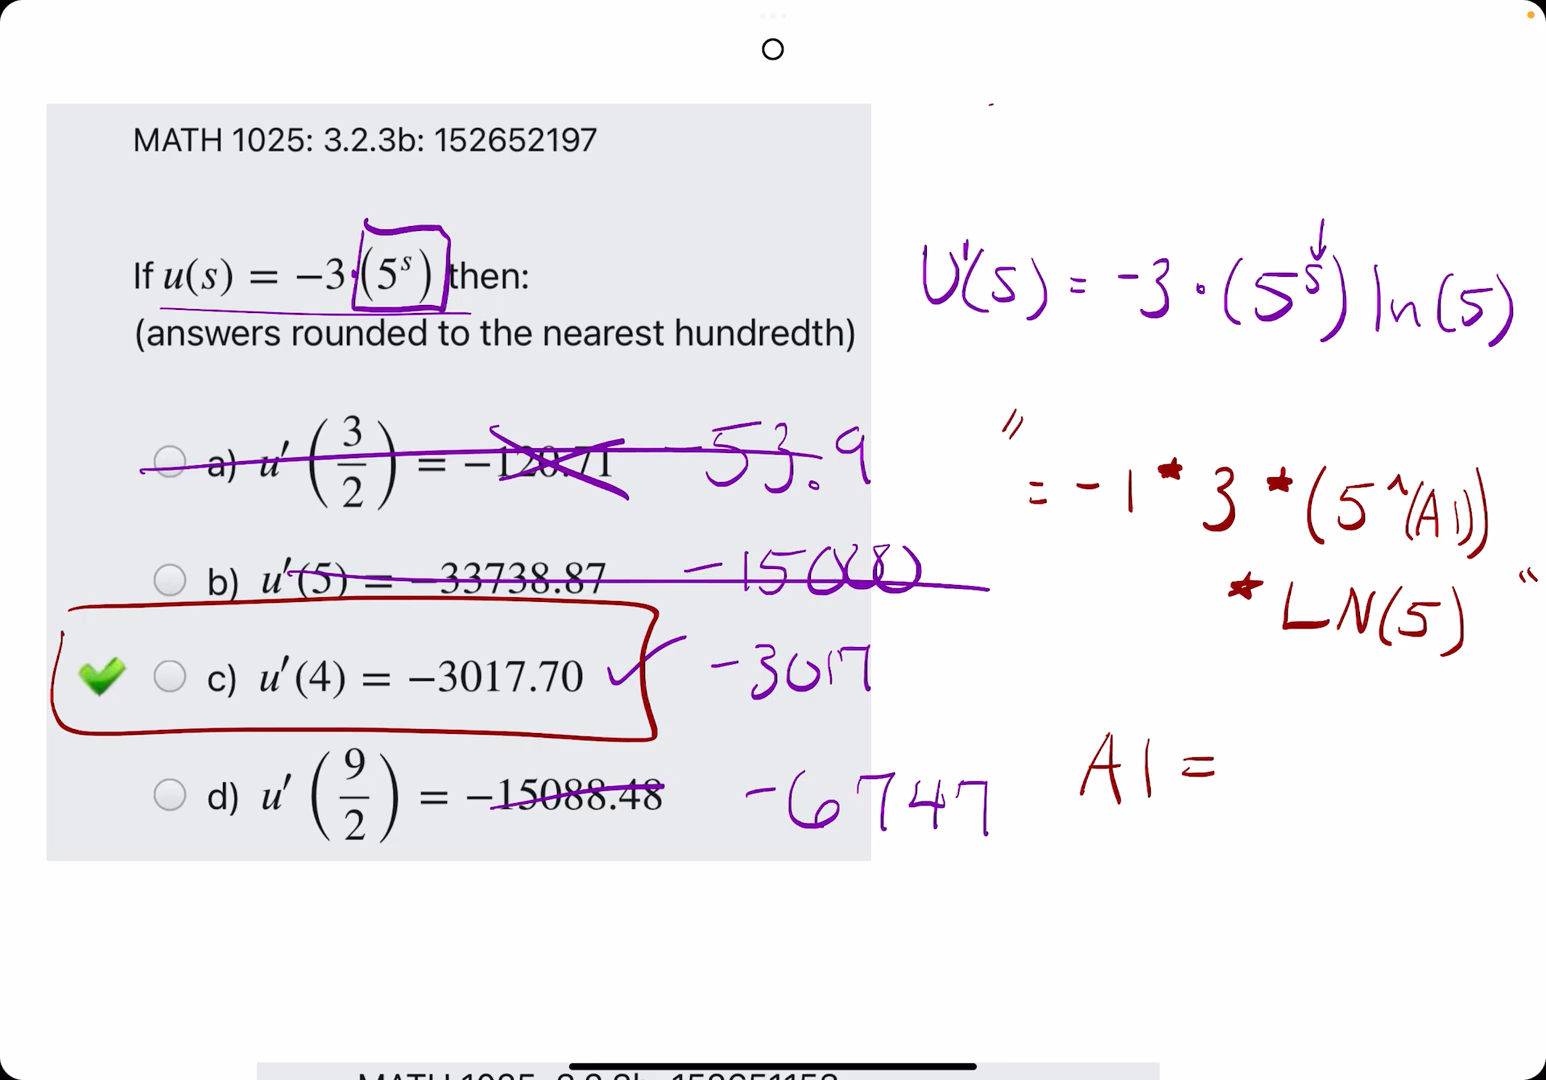 MATH 1025: 3.2.3b: 152652197
If u(s) = −3·(5^s) then:
(answers rounded to the nearest hundredth)
U'(s) = -3 · (5^s) ln(5)
a) u'(3/2) = −120.71 -53.9
b) u'(5) = −33738.87 -15080
c) u'(4) = −3017.70 ✓ -3017
d) u'(9/2) = −15088.48 -6747
"
= -1 * 3 * (5^(A1))
* LN(5) "
A1 =